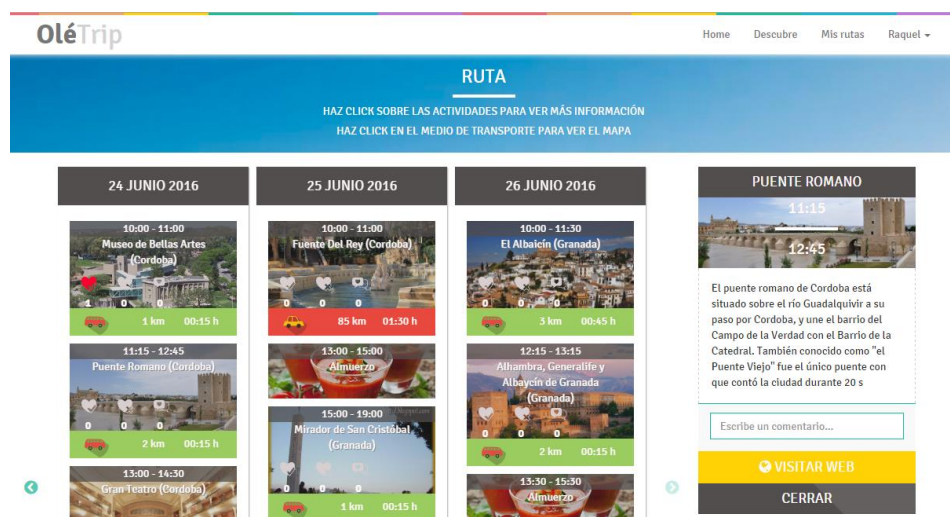 OléTrip
Home Descubre Mis rutas Raquel
RUTA
HAZ CLICK SOBRE LAS ACTIVIDADES PARA VER MÁS INFORMACIÓN
HAZ CLICK EN EL MEDIO DE TRANSPORTE PARA VER EL MAPA
24 JUNIO 2016
10:00 - 11:00
Museo de Bellas Artes
(Cordoba)
1 0 0
1 km 00:15 h
11:15 - 12:45
Puente Romano (Cordoba)
0 0 0
2 km 00:15 h
13:00 - 14:30
Gran Teatro (Cordoba)
25 JUNIO 2016
10:00 - 11:00
Fuente Del Rey (Cordoba)
0 0 0
85 km 01:30 h
13:00 - 15:00
Almuerzo
15:00 - 19:00
Mirador de San Cristóbal
(Granada)
0 0 0
1 km 00:15 h
26 JUNIO 2016
10:00 - 11:30
El Albaicín (Granada)
0 0 0
3 km 00:45 h
12:15 - 13:15
Alhambra, Generalife y
Albaycín de Granada
(Granada)
0 0 0
2 km 00:15 h
13:30 - 15:30
Almuerzo
PUENTE ROMANO
11:15
12:45
El puente romano de Cordoba está
situado sobre el río Guadalquivir a su
paso por Cordoba, y une el barrio del
Campo de la Verdad con el Barrio de la
Catedral. También conocido como "el
Puente Viejo" fue el único puente con
que contó la ciudad durante 20 s
Escribe un comentario...
VISITAR WEB
CERRAR